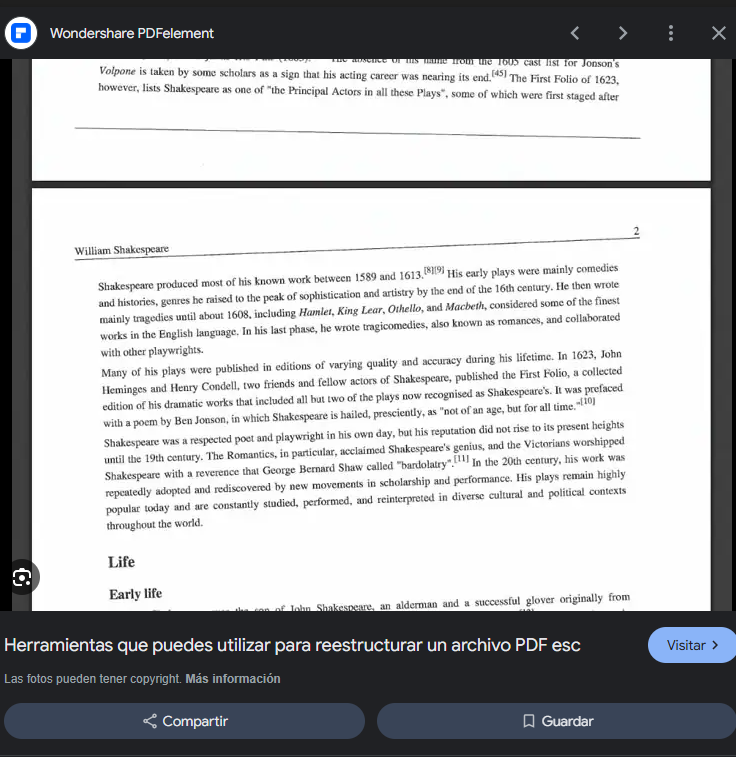 Wondershare PDFelement
The absence of his name from the 1605 cast list for Jonson's
Volpone is taken by some scholars as a sign that his acting career was nearing its end.[45] The First Folio of 1623,
however, lists Shakespeare as one of "the Principal Actors in all these Plays", some of which were first staged after
2
William Shakespeare
Shakespeare produced most of his known work between 1589 and 1613.[8][9] His early plays were mainly comedies
and histories, genres he raised to the peak of sophistication and artistry by the end of the 16th century. He then wrote
mainly tragedies until about 1608, including Hamlet, King Lear, Othello, and Macbeth, considered some of the finest
works in the English language. In his last phase, he wrote tragicomedies, also known as romances, and collaborated
with other playwrights.
Many of his plays were published in editions of varying quality and accuracy during his lifetime. In 1623, John
Heminges and Henry Condell, two friends and fellow actors of Shakespeare, published the First Folio, a collected
edition of his dramatic works that included all but two of the plays now recognised as Shakespeare's. It was prefaced
with a poem by Ben Jonson, in which Shakespeare is hailed, presciently, as "not of an age, but for all time."[10]
Shakespeare was a respected poet and playwright in his own day, but his reputation did not rise to its present heights
until the 19th century. The Romantics, in particular, acclaimed Shakespeare's genius, and the Victorians worshipped
Shakespeare with a reverence that George Bernard Shaw called "bardolatry".[11] In the 20th century, his work was
repeatedly adopted and rediscovered by new movements in scholarship and performance. His plays remain highly
popular today and are constantly studied, performed, and reinterpreted in diverse cultural and political contexts
throughout the world.
Life
Early life
the son of John Shakespeare, an alderman and a successful glover originally from
Herramientas que puedes utilizar para reestructurar un archivo PDF esc
Visitar >
Las fotos pueden tener copyright. Más información
Compartir
Guardar